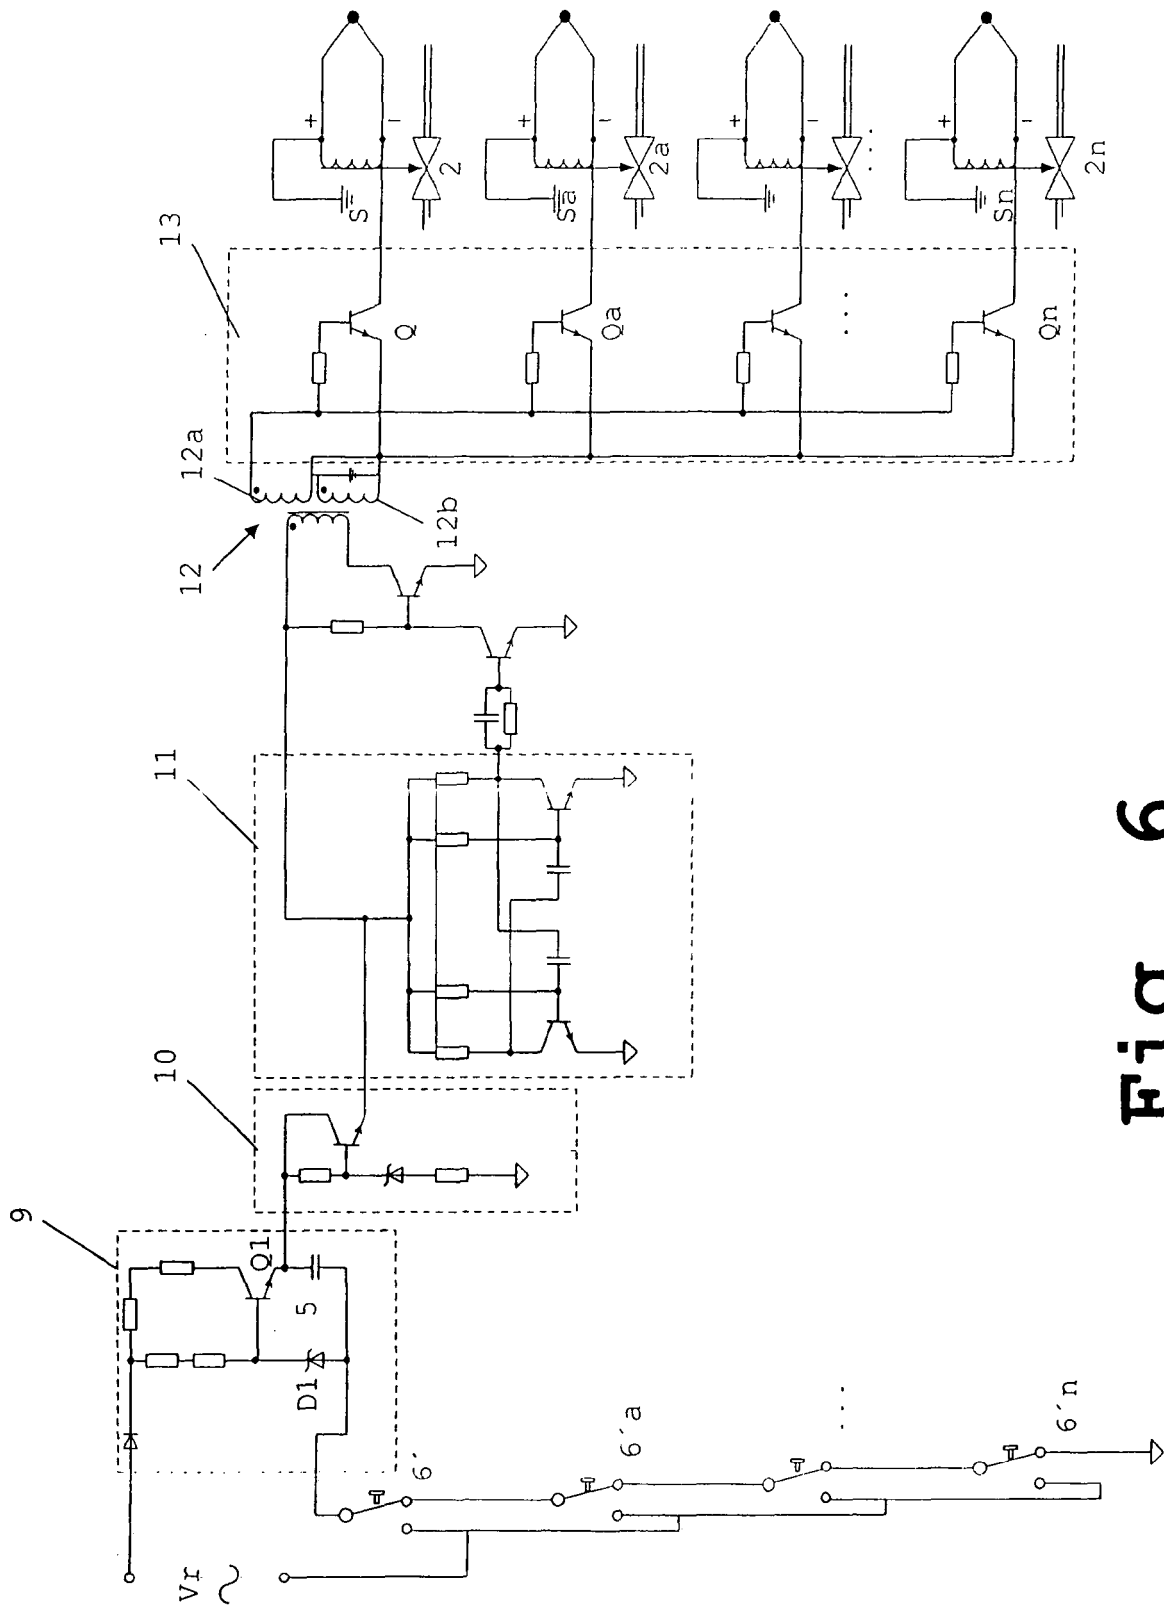 13
+
−
S
2
+
−
Sa
2a
+
−
....
+
−
Sn
2n
Q
Qa
...
Qn
12a
12
12b
11
10
9
Q1
5
D1
Vr
~
6´
6´a
....
6´n
Fig 6